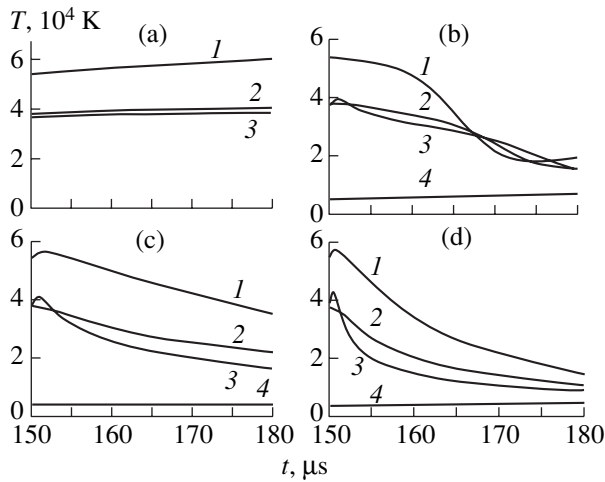 T, 10⁴ K
(a) (b)
6 1 6 1
4 2 4 2
3 3
2 2 4
0 0
(c) (d)
6 6
1 1
4 4
2 2
2 3 4 2 3
4
0 0
150 160 170 180 150 160 170 180
t, μs